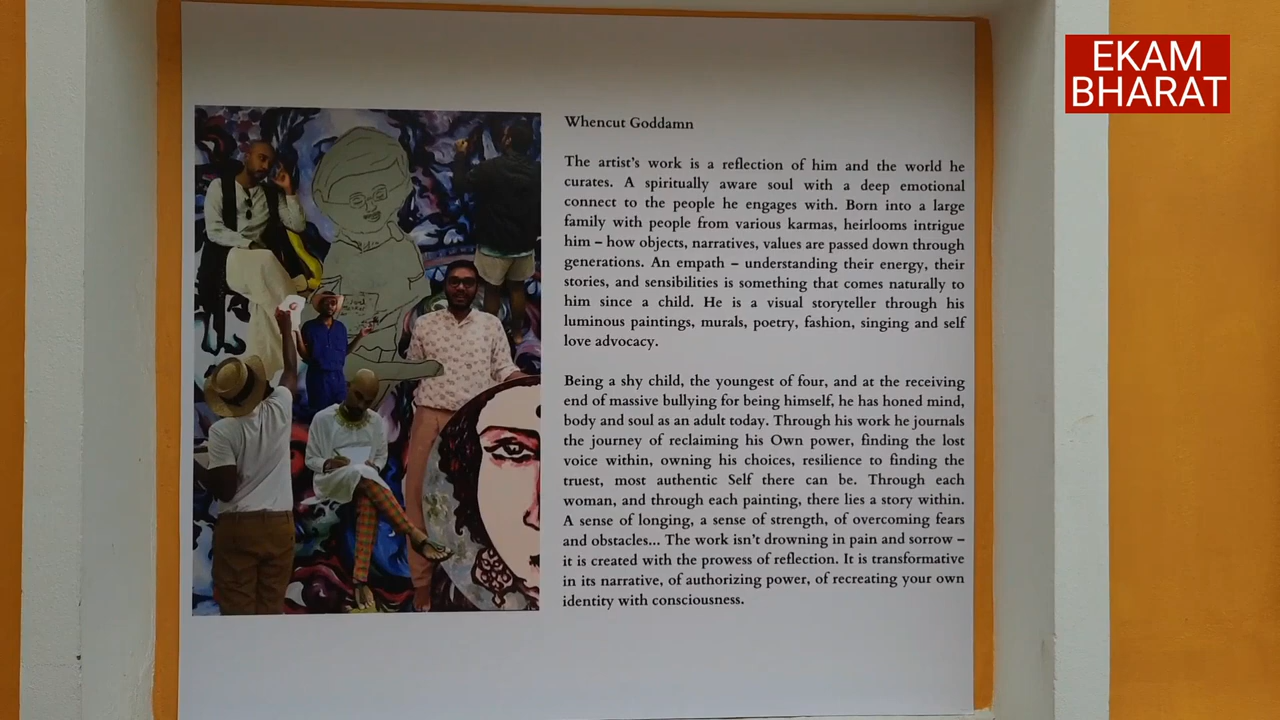 EKAM
BHARAT
Whencut Goddamn
The artist's work is a reflection of him and the world he
curates. A spiritually aware soul with a deep emotional
connect to the people he engages with. Born into a large
family with people from various karmas, heirlooms intrigue
him – how objects, narratives, values are passed down through
generations. An empath – understanding their energy, their
stories, and sensibilities is something that comes naturally to
him since a child. He is a visual storyteller through his
luminous paintings, murals, poetry, fashion, singing and self
love advocacy.
Being a shy child, the youngest of four, and at the receiving
end of massive bullying for being himself, he has honed mind,
body and soul as an adult today. Through his work he journals
the journey of reclaiming his Own power, finding the lost
voice within, owning his choices, resilience to finding the
truest, most authentic Self there can be. Through each
woman, and through each painting, there lies a story within.
A sense of longing, a sense of strength, of overcoming fears
and obstacles... The work isn't drowning in pain and sorrow –
it is created with the prowess of reflection. It is transformative
in its narrative, of authorizing power, of recreating your own
identity with consciousness.